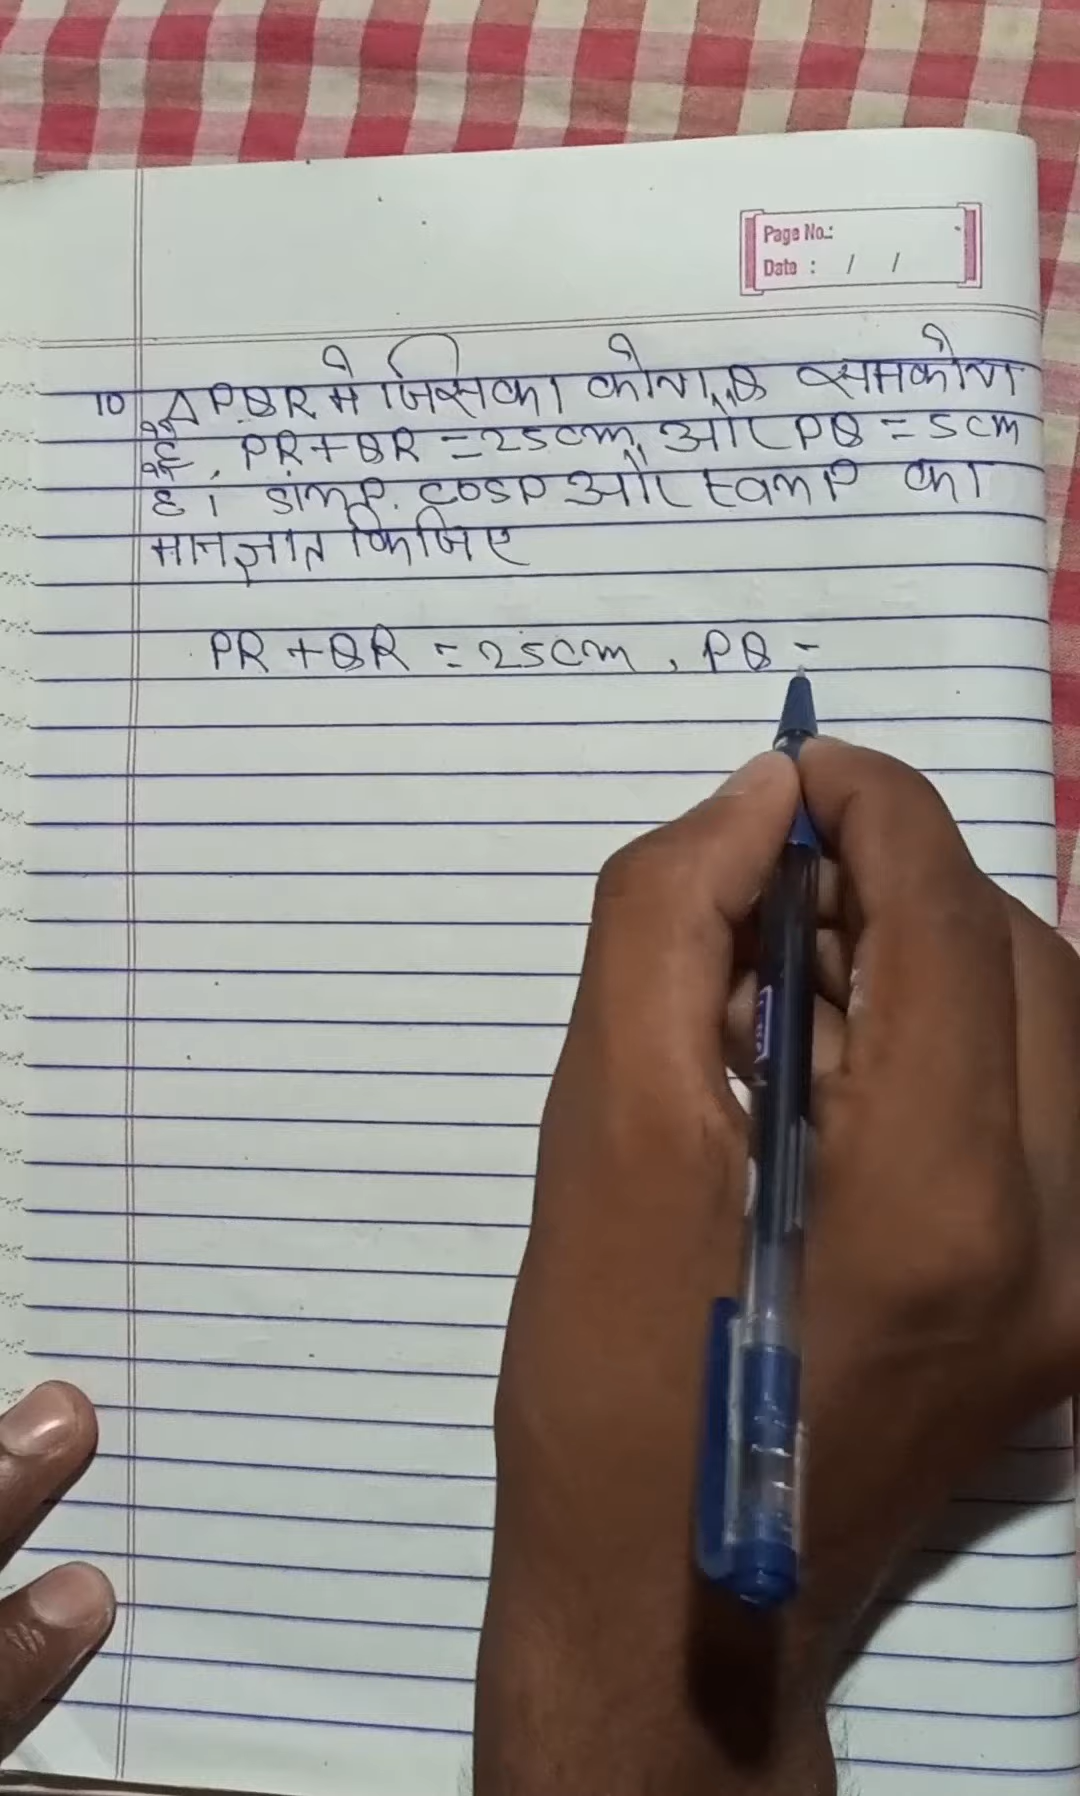 Page No.:
Date : / /
10 △PQRमे जिसका कोण Q समकोण
है, PR+QR = 25cm, और PQ = 5cm
है। sinp. cosp और tanp का
मानज्ञात किजिए
PR + QR = 25cm, PQ -